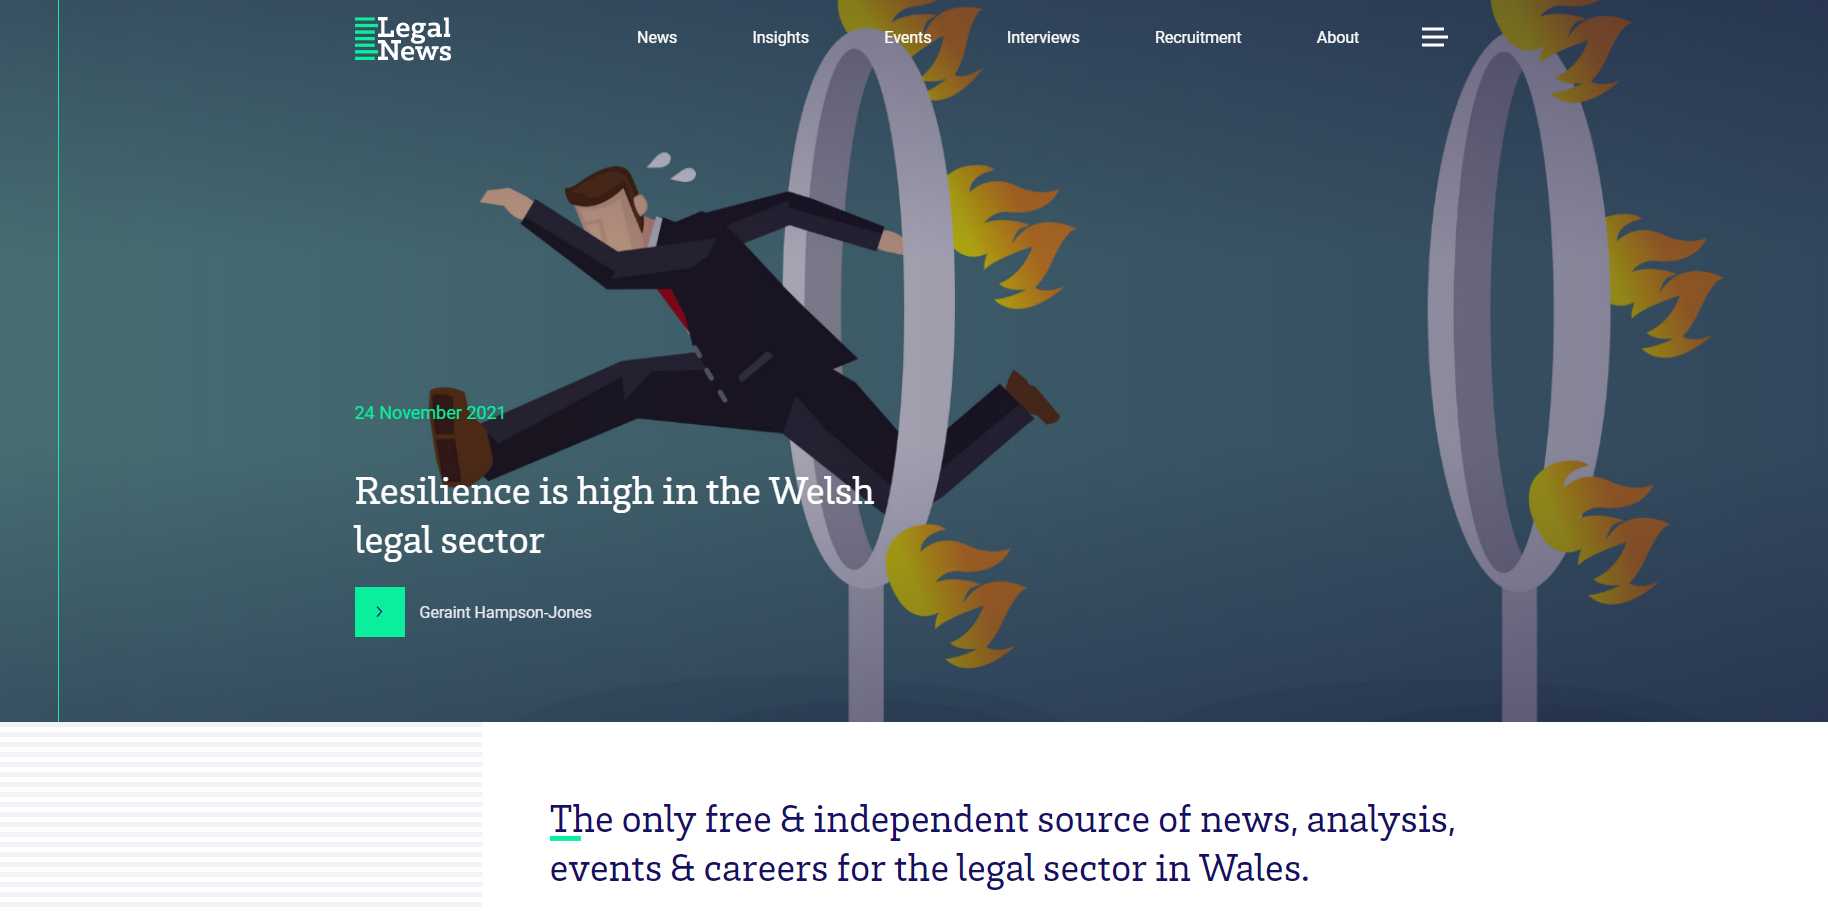 Legal
News
News Insights Events Interviews Recruitment About
24 November 2021
Resilience is high in the Welsh
legal sector
Geraint Hampson-Jones
The only free & independent source of news, analysis,
events & careers for the legal sector in Wales.